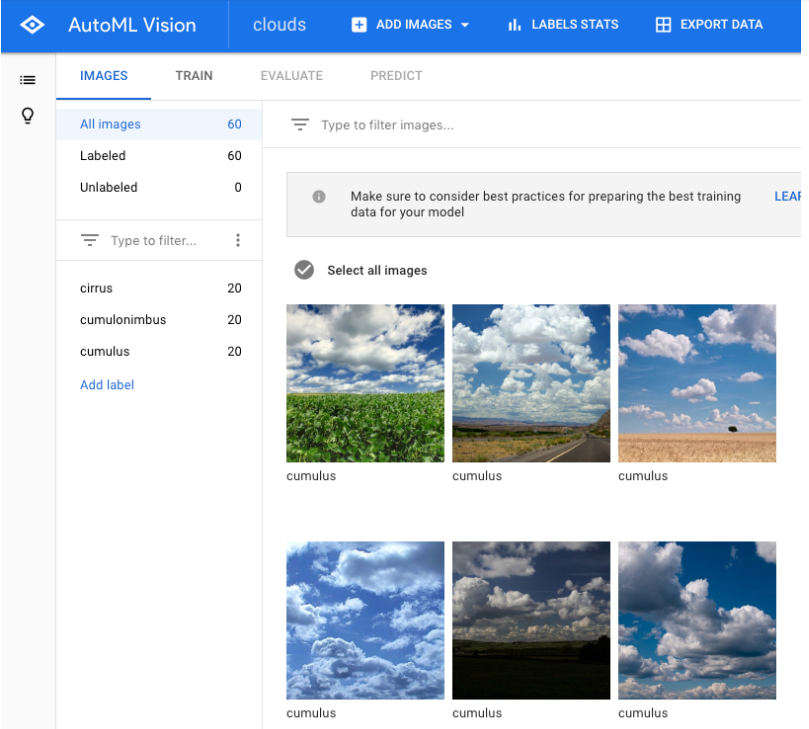 AutoML Vision
clouds
ADD IMAGES
LABELS STATS
EXPORT DATA
IMAGES
TRAIN
EVALUATE
PREDICT
All images 60
Labeled 60
Unlabeled 0
Type to filter...
cirrus 20
cumulonimbus 20
cumulus 20
Add label
Type to filter images...
Make sure to consider best practices for preparing the best training
data for your model
Select all images
cumulus
cumulus
cumulus
cumulus
cumulus
cumulus